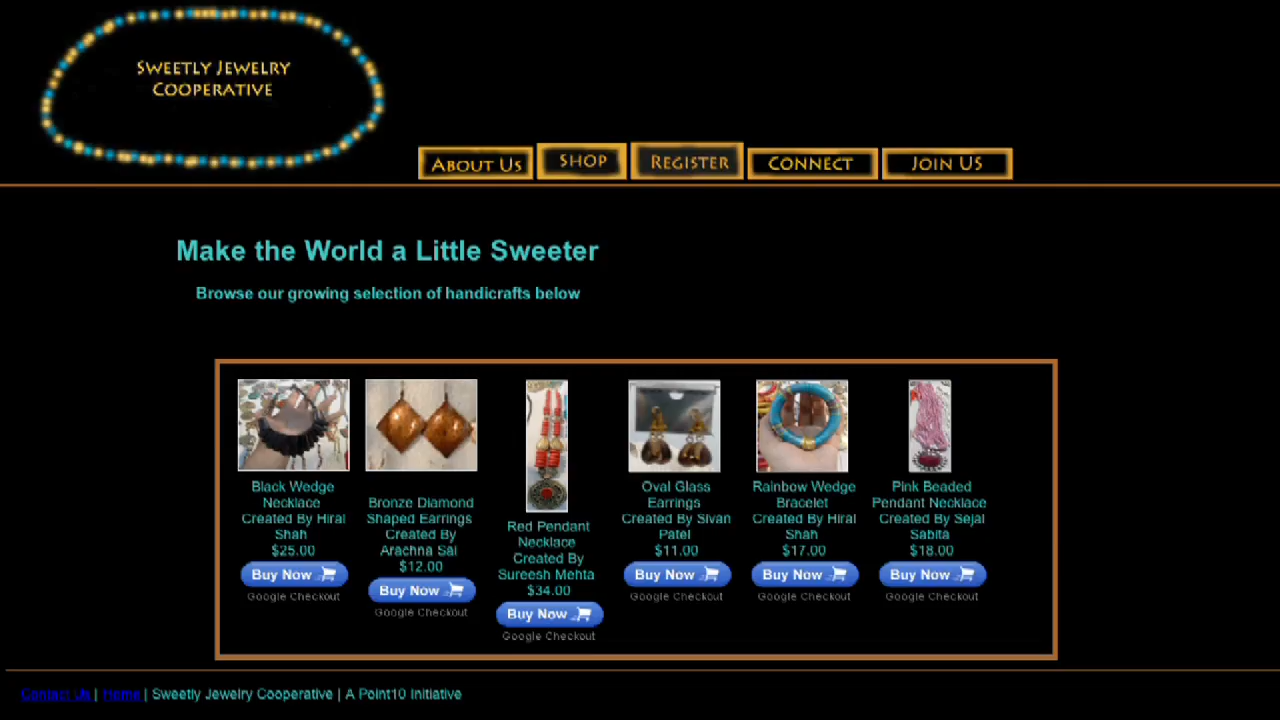 SWEETLY JEWELRY
COOPERATIVE
ABOUT US
SHOP
REGISTER
CONNECT
JOIN US
Make the World a Little Sweeter
Browse our growing selection of handicrafts below
Black Wedge
Necklace
Created By Hiral
Shah
$25.00
Buy Now
Google Checkout
Bronze Diamond
Shaped Earrings
Created By
Arachna Sai
$12.00
Buy Now
Google Checkout
Red Pendant
Necklace
Created By
Sureesh Mehta
$34.00
Buy Now
Google Checkout
Oval Glass
Earrings
Created By Sivan
Patel
$11.00
Buy Now
Google Checkout
Rainbow Wedge
Bracelet
Created By Hiral
Shah
$17.00
Buy Now
Google Checkout
Pink Beaded
Pendant Necklace
Created By Sejal
Sabita
$18.00
Buy Now
Google Checkout
Contact Us | Home | Sweetly Jewelry Cooperative | A Point10 Initiative